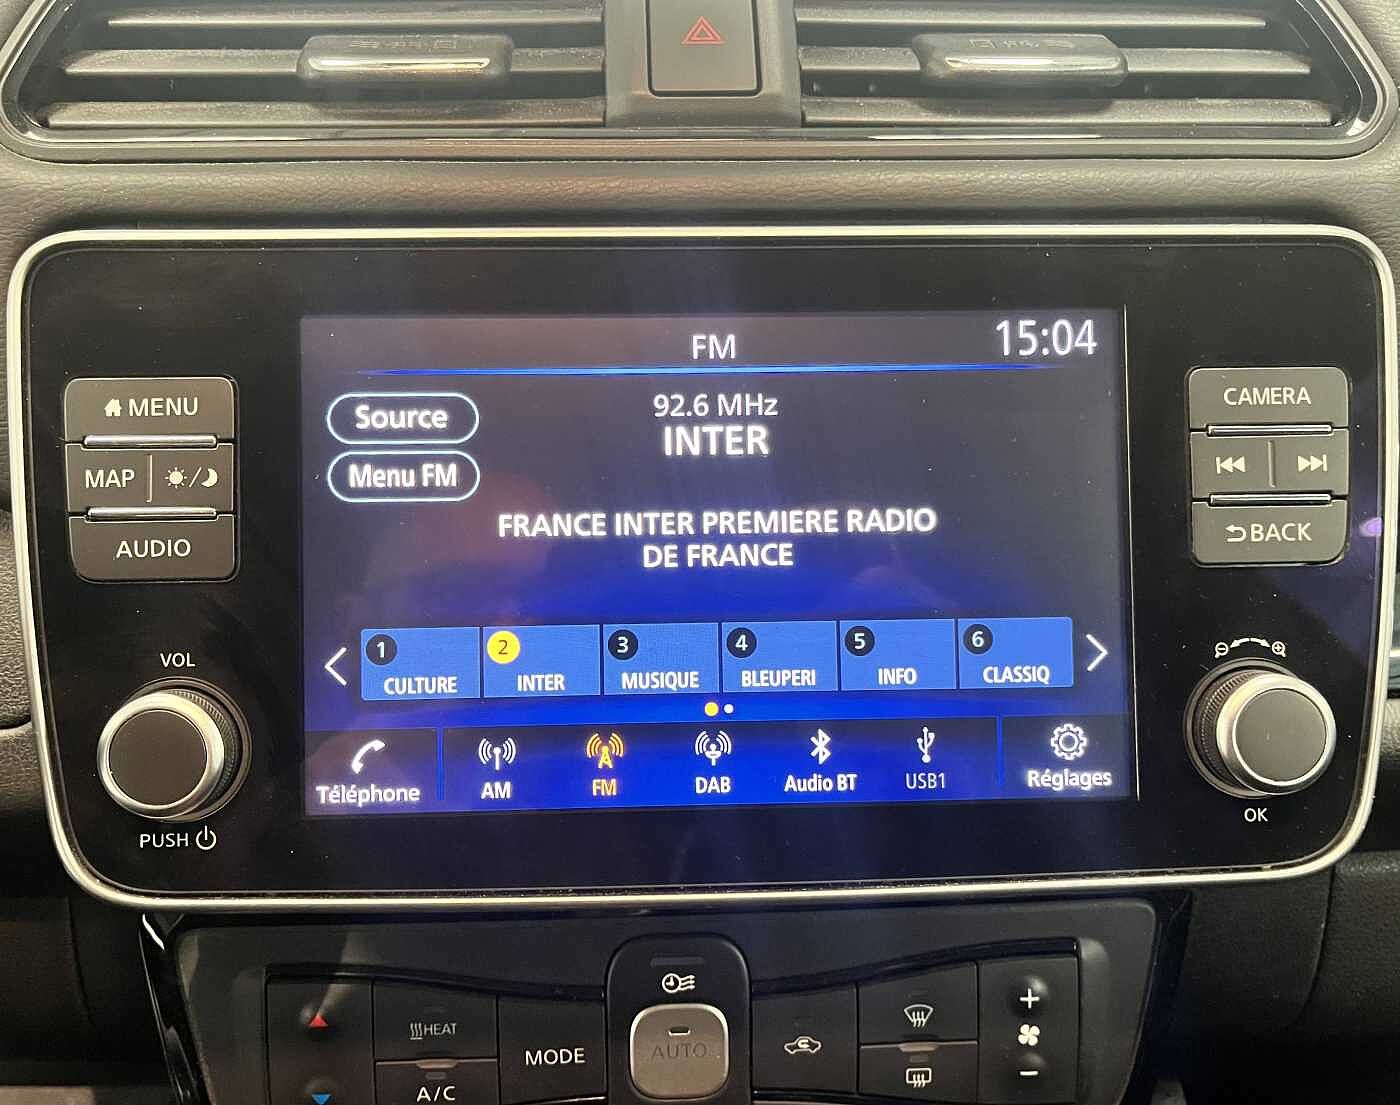 FM
15:04
MENU
MAP
AUDIO
VOL
PUSH
Source
Menu FM
92.6 MHz
INTER
FRANCE INTER PREMIERE RADIO
DE FRANCE
1 CULTURE
2 INTER
3 MUSIQUE
4 BLEUPERI
5 INFO
6 CLASSIQ
Téléphone
AM
FM
DAB
Audio BT
USB1
Réglages
CAMERA
BACK
OK
HEAT
A/C
MODE
AUTO
+
−